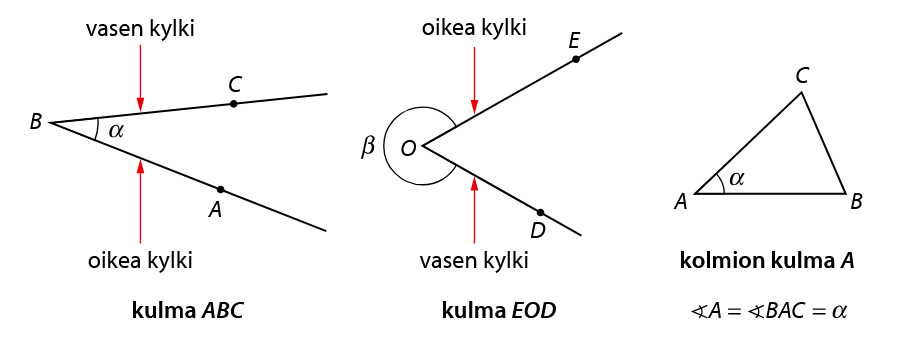 vasen kylki
C
B
α
A
oikea kylki
kulma ABC
oikea kylki
E
β
O
D
vasen kylki
kulma EOD
C
α
A
B
kolmion kulma A
∢A = ∢BAC = α